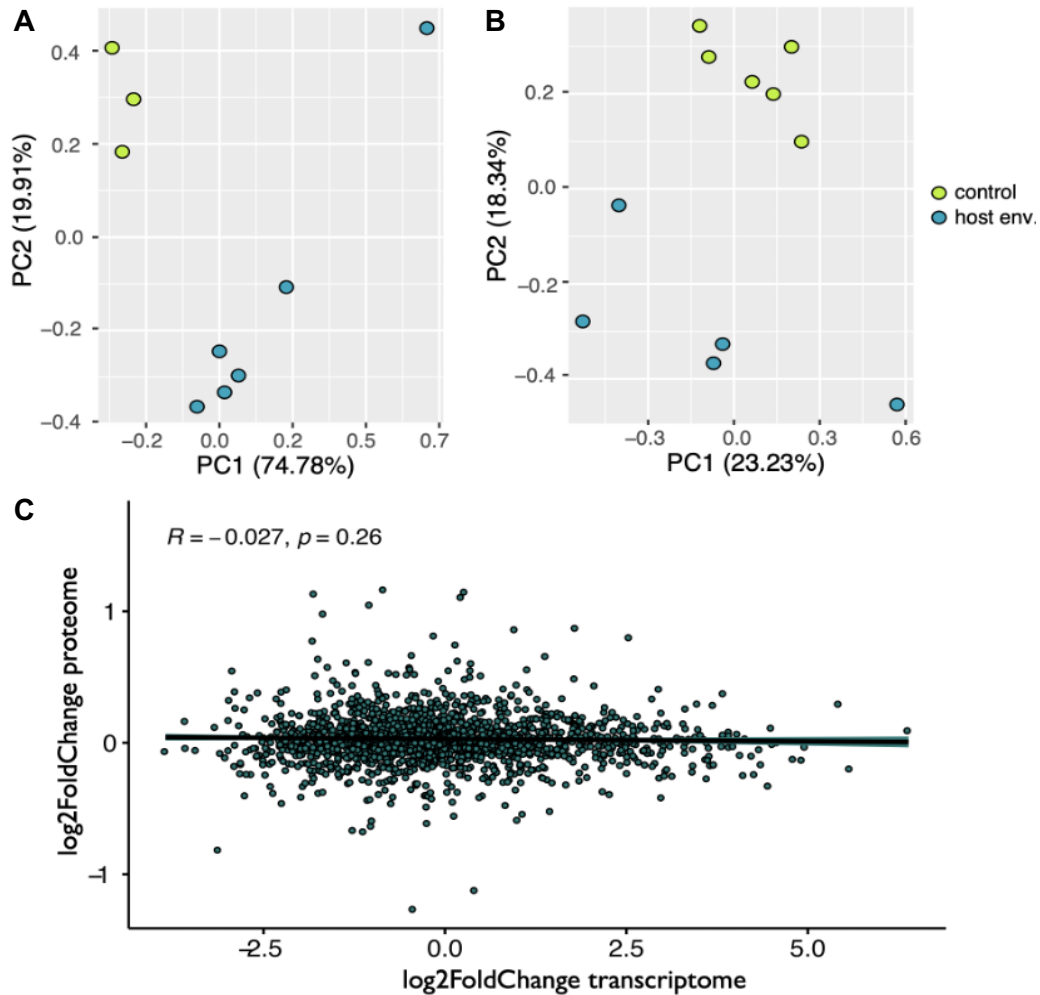 A
B
0.4
0.2
0.0
−0.2
−0.4
PC2 (19.91%)
−0.2
0.0
0.2
0.5
0.7
PC1 (74.78%)
0.2
0.0
−0.2
−0.4
PC2 (18.34%)
−0.3
0.0
0.3
0.6
PC1 (23.23%)
control
host env.
C
R = −0.027, p = 0.26
1
0
−1
log2FoldChange proteome
−2.5
0.0
2.5
5.0
log2FoldChange transcriptome